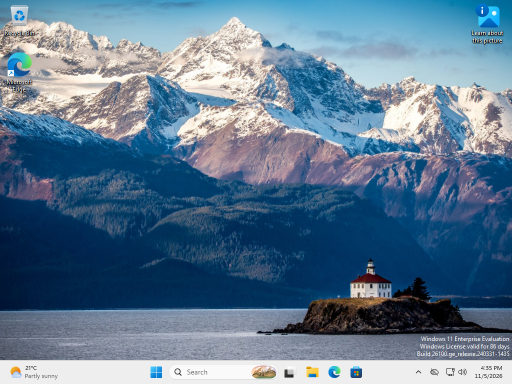 Recycle Bin
Microsoft
Edge
Learn about
this picture
Windows 11 Enterprise Evaluation
Windows License valid for 86 days
Build 26100.ge_release.240331-1435
21°C
Partly sunny
Search
4:35 PM
11/5/2026